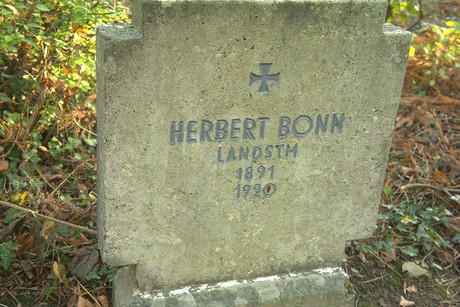 HERBERT BONN
LANDSTM
1891
1920